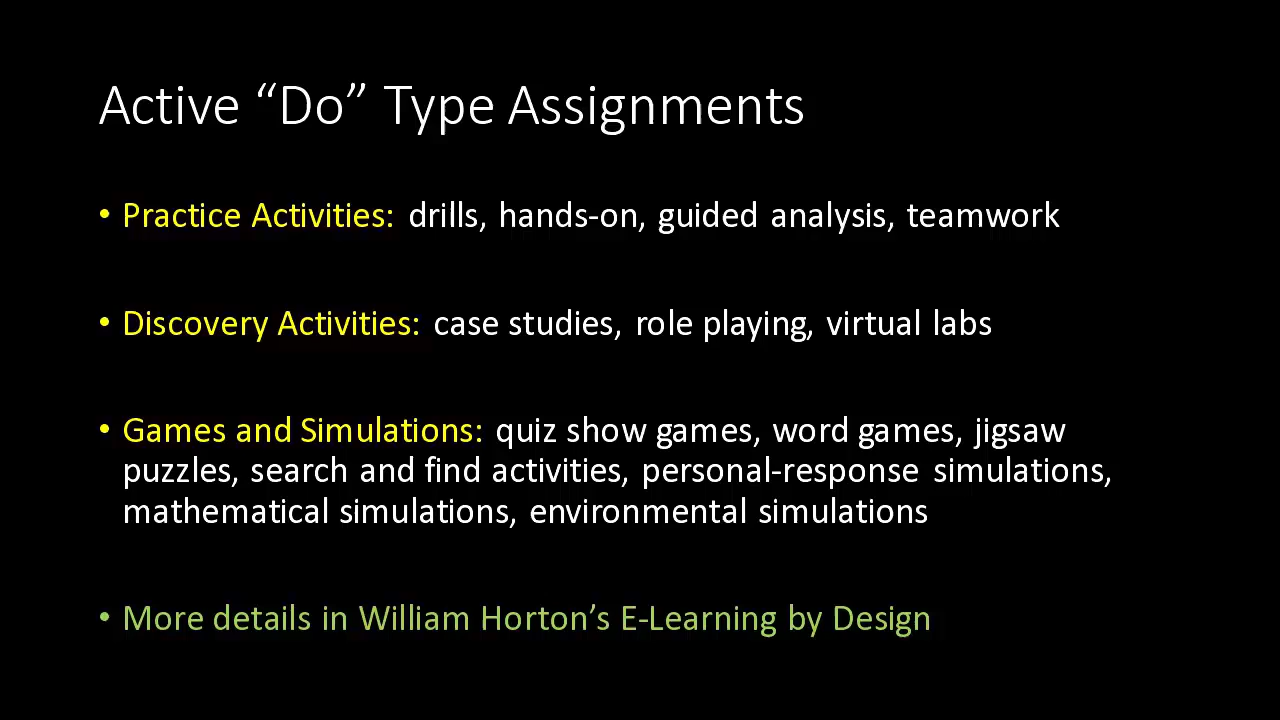 Active “Do” Type Assignments
• Practice Activities: drills, hands-on, guided analysis, teamwork
• Discovery Activities: case studies, role playing, virtual labs
• Games and Simulations: quiz show games, word games, jigsaw
puzzles, search and find activities, personal-response simulations,
mathematical simulations, environmental simulations
• More details in William Horton’s E-Learning by Design